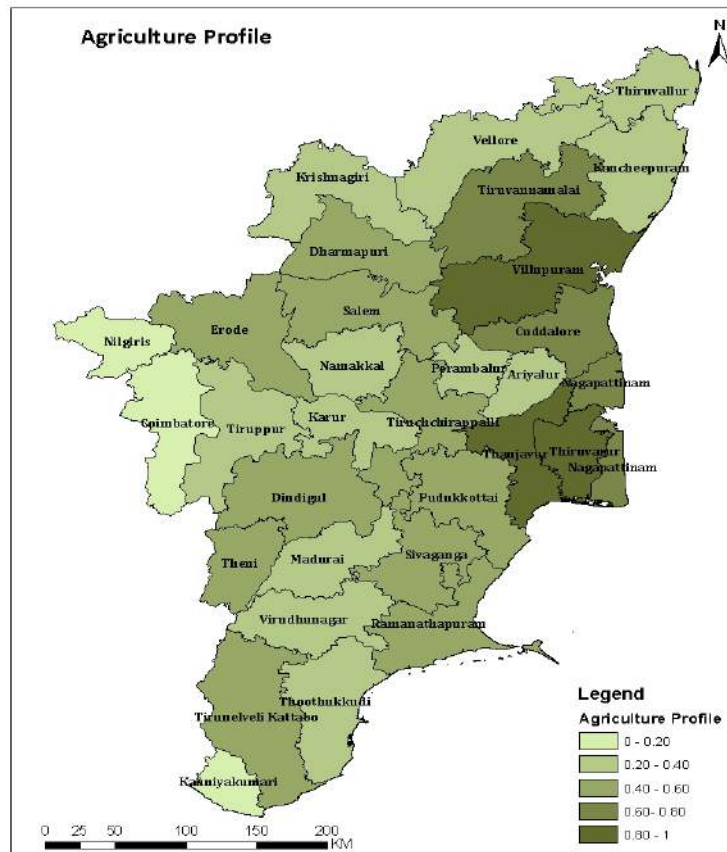 Agriculture Profile
N
Thiruvallur
Vellore
Kancheepuram
Krishnagiri
Tiruvannamalai
Dharmapuri
Villupuram
Salem
Erode
Cuddalore
Nilgiris
Namakkal
Perambalur
Ariyalur
Nagapattinam
Karur
Coimbatore
Tiruppur
Tiruchchirappalli
Thanjavur
Thiruvarur
Nagapattinam
Dindigul
Pudukkottai
Theni
Madurai
Sivaganga
Virudhunagar
Ramanathapuram
Thoothukkudi
Tirunelveli Kattabo
Kanniyakumari
Legend
Agriculture Profile
0 - 0.20
0.20 - 0.40
0.40 - 0.60
0.60- 0.80
0.80 - 1
0 25 50 100 150 200
KM